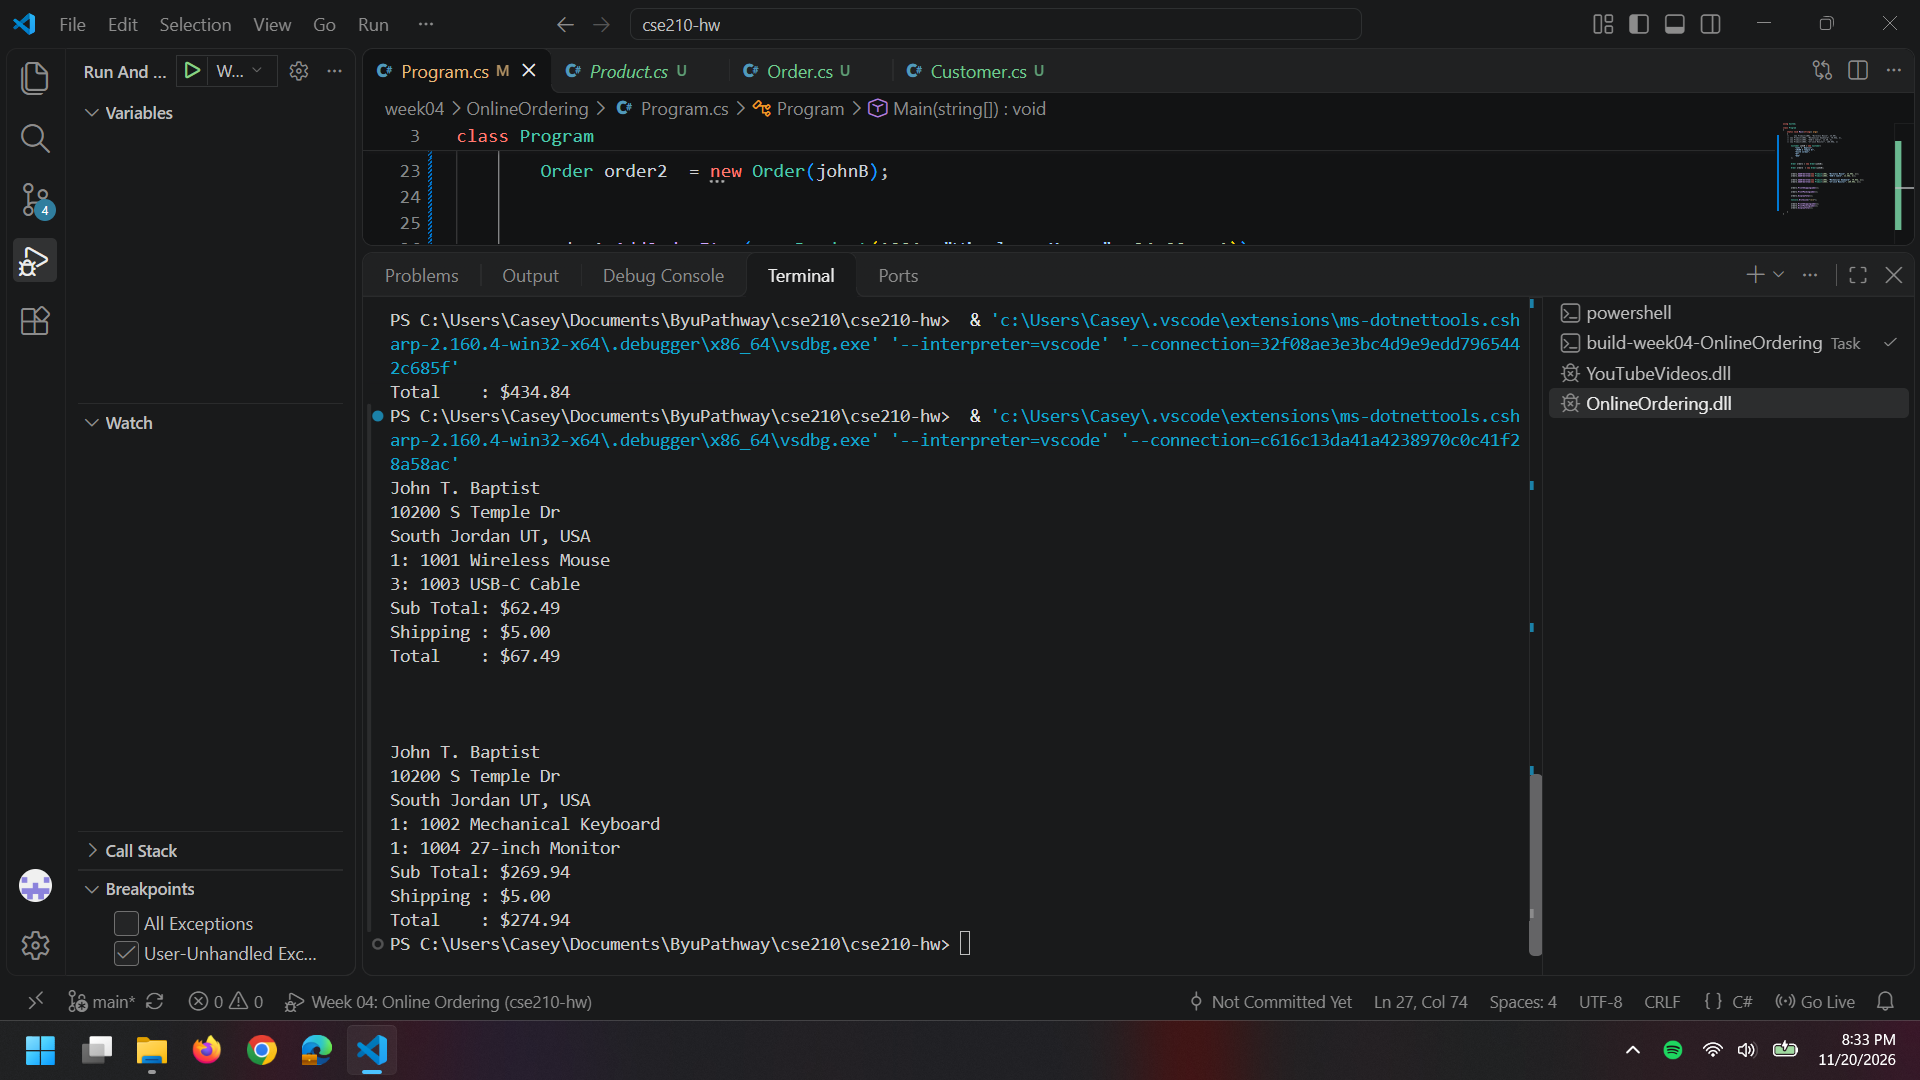 File Edit Selection View Go Run ···
cse210-hw
Run And ... W... ···
Program.cs M
Product.cs U
Order.cs U
Customer.cs U
week04 > OnlineOrdering > Program.cs > Program > Main(string[]) : void
3 class Program
23 Order order2  = new Order(johnB);
24
25
Variables
Watch
Call Stack
Breakpoints
All Exceptions
User-Unhandled Exc...
Problems Output Debug Console Terminal Ports
PS C:\Users\Casey\Documents\ByuPathway\cse210\cse210-hw>  & 'c:\Users\Casey\.vscode\extensions\ms-dotnettools.csh
arp-2.160.4-win32-x64\.debugger\x86_64\vsdbg.exe' '--interpreter=vscode' '--connection=32f08ae3e3bc4d9e9edd7965444
2c685f'
Total    : $434.84
PS C:\Users\Casey\Documents\ByuPathway\cse210\cse210-hw>  & 'c:\Users\Casey\.vscode\extensions\ms-dotnettools.csh
arp-2.160.4-win32-x64\.debugger\x86_64\vsdbg.exe' '--interpreter=vscode' '--connection=c616c13da41a4238970c0c41f2
8a58ac'
John T. Baptist
10200 S Temple Dr
South Jordan UT, USA
1: 1001 Wireless Mouse
3: 1003 USB-C Cable
Sub Total: $62.49
Shipping : $5.00
Total    : $67.49
John T. Baptist
10200 S Temple Dr
South Jordan UT, USA
1: 1002 Mechanical Keyboard
1: 1004 27-inch Monitor
Sub Total: $269.94
Shipping : $5.00
Total    : $274.94
PS C:\Users\Casey\Documents\ByuPathway\cse210\cse210-hw>
powershell
build-week04-OnlineOrdering Task
YouTubeVideos.dll
OnlineOrdering.dll
4
main* 0 0 Week 04: Online Ordering (cse210-hw) Not Committed Yet Ln 27, Col 74 Spaces: 4 UTF-8 CRLF {} C# Go Live
8:33 PM
11/20/2026